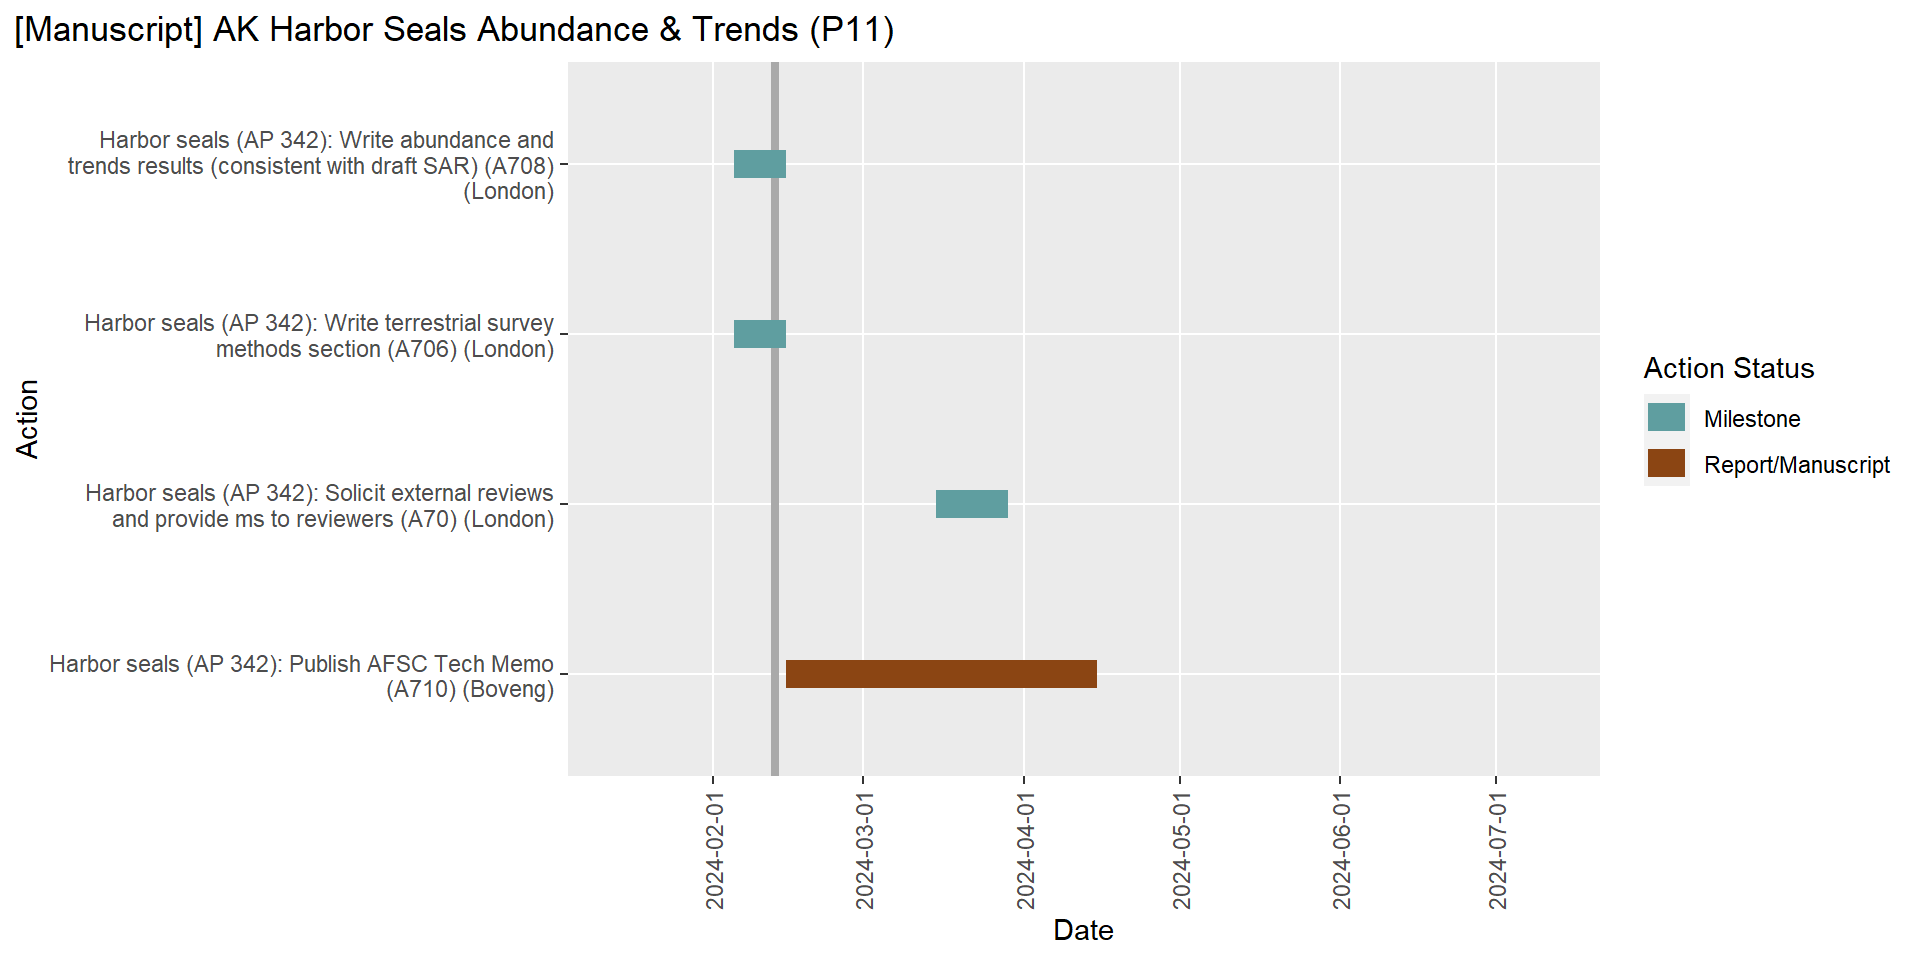 [Manuscript] AK Harbor Seals Abundance & Trends (P11)
Harbor seals (AP 342): Write abundance and
trends results (consistent with draft SAR) (A708)
(London)
Harbor seals (AP 342): Write terrestrial survey
methods section (A706) (London)
Harbor seals (AP 342): Solicit external reviews
and provide ms to reviewers (A70) (London)
Harbor seals (AP 342): Publish AFSC Tech Memo
(A710) (Boveng)
Action
2024-02-01
2024-03-01
2024-04-01
2024-05-01
2024-06-01
2024-07-01
Date
Action Status
Milestone
Report/Manuscript